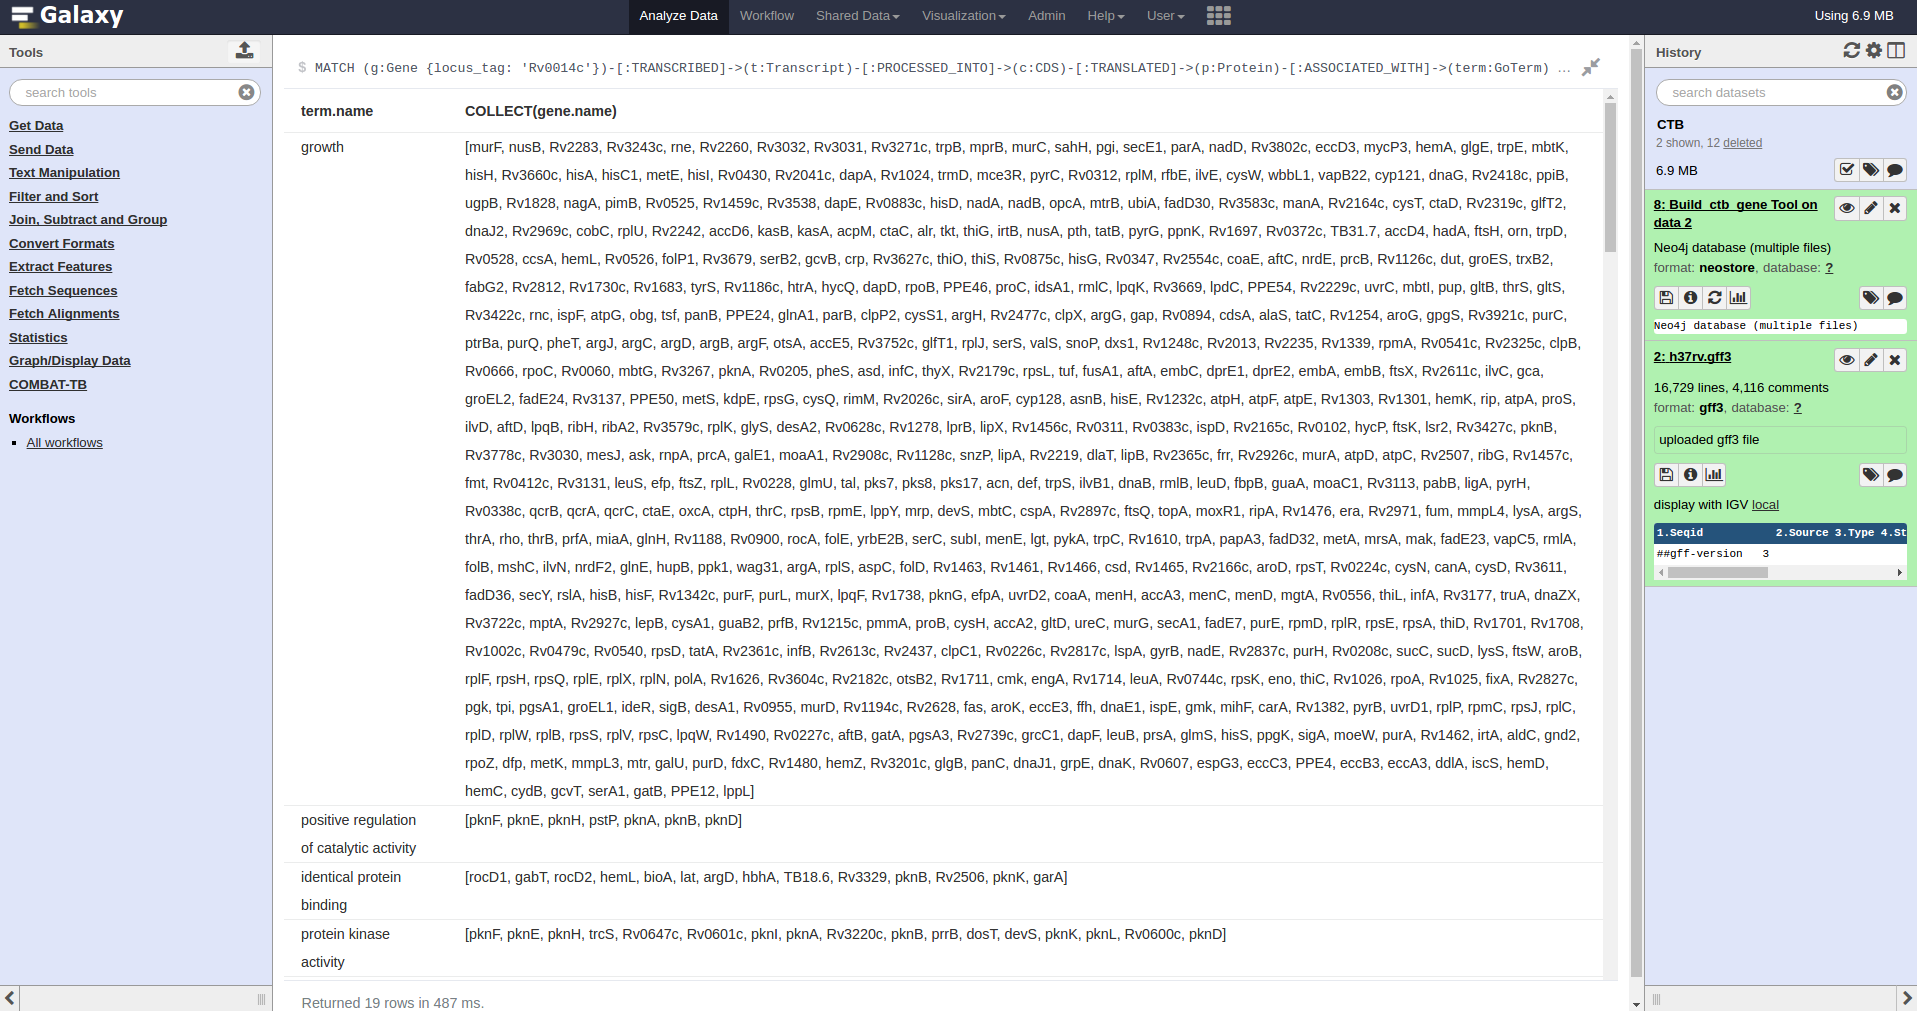 Galaxy
Analyze Data Workflow Shared Data Visualization Admin Help User
Using 6.9 MB
Tools
search tools
Get Data
Send Data
Text Manipulation
Filter and Sort
Join, Subtract and Group
Convert Formats
Extract Features
Fetch Sequences
Fetch Alignments
Statistics
Graph/Display Data
COMBAT-TB
Workflows
All workflows
$ MATCH (g:Gene {locus_tag: 'Rv0014c'})-[:TRANSCRIBED]->(t:Transcript)-[:PROCESSED_INTO]->(c:CDS)-[:TRANSLATED]->(p:Protein)-[:ASSOCIATED_WITH]->(term:GoTerm) ...
term.name COLLECT(gene.name)
growth
[murF, nusB, Rv2283, Rv3243c, rne, Rv2260, Rv3032, Rv3031, Rv3271c, trpB, mprB, murC, sahH, pgi, secE1, parA, nadD, Rv3802c, eccD3, mycP3, hemA, glgE, trpE, mbtK,
hisH, Rv3660c, hisA, hisC1, metE, hisI, Rv0430, Rv2041c, dapA, Rv1024, trmD, mce3R, pyrC, Rv0312, rplM, rfbE, ilvE, cysW, wbbL1, vapB22, cyp121, dnaG, Rv2418c, ppiB,
ugpB, Rv1828, nagA, pimB, Rv0525, Rv1459c, Rv3538, dapE, Rv0883c, hisD, nadA, nadB, opcA, mtrB, ubiA, fadD30, Rv3583c, manA, Rv2164c, cysT, ctaD, Rv2319c, glfT2,
dnaJ2, Rv2969c, cobC, rplU, Rv2242, accD6, kasB, kasA, acpM, ctaC, alr, tkt, thiG, irtB, nusA, pth, tatB, pyrG, ppnK, Rv1697, Rv0372c, TB31.7, accD4, hadA, ftsH, orn, trpD,
Rv0528, ccsA, hemL, Rv0526, folP1, Rv3679, serB2, gcvB, crp, Rv3627c, thiO, thiS, Rv0875c, hisG, Rv0347, Rv2554c, coaE, aftC, nrdE, prcB, Rv1126c, dut, groES, trxB2,
fabG2, Rv2812, Rv1730c, Rv1683, tyrS, Rv1186c, htrA, hycQ, dapD, rpoB, PPE46, proC, idsA1, rmlC, lpqK, Rv3669, lpdC, PPE54, Rv2229c, uvrC, mbtI, pup, gltB, thrS, gltS,
Rv3422c, rnc, ispF, atpG, obg, tsf, panB, PPE24, glnA1, parB, clpP2, cysS1, argH, Rv2477c, clpX, argG, gap, Rv0894, cdsA, alaS, tatC, Rv1254, aroG, gpgS, Rv3921c, purC,
ptrBa, purQ, pheT, argJ, argC, argD, argB, argF, otsA, accE5, Rv3752c, glfT1, rplJ, serS, valS, snoP, dxs1, Rv1248c, Rv2013, Rv2235, Rv1339, rpmA, Rv0541c, Rv2325c, clpB,
Rv0666, rpoC, Rv0060, mbtG, Rv3267, pknA, Rv0205, pheS, asd, infC, thyX, Rv2179c, rpsL, tuf, fusA1, aftA, embC, dprE1, dprE2, embA, embB, ftsX, Rv2611c, ilvC, gca,
groEL2, fadE24, Rv3137, PPE50, metS, kdpE, rpsG, cysQ, rimM, Rv2026c, sirA, aroF, cyp128, asnB, hisE, Rv1232c, atpH, atpF, atpE, Rv1303, Rv1301, hemK, rip, atpA, proS,
ilvD, aftD, lpqB, ribH, ribA2, Rv3579c, rplK, glyS, desA2, Rv0628c, Rv1278, lprB, lipX, Rv1456c, Rv0311, Rv0383c, ispD, Rv2165c, Rv0102, hycP, ftsK, lsr2, Rv3427c, pknB,
Rv3778c, Rv3030, mesJ, ask, rnpA, prcA, galE1, moaA1, Rv2908c, Rv1128c, snzP, lipA, Rv2219, dlaT, lipB, Rv2365c, frr, Rv2926c, murA, atpD, atpC, Rv2507, ribG, Rv1457c,
fmt, Rv0412c, Rv3131, leuS, efp, ftsZ, rplL, Rv0228, glmU, tal, pks7, pks8, pks17, acn, def, trpS, ilvB1, dnaB, rmlB, leuD, fbpB, guaA, moaC1, Rv3113, pabB, ligA, pyrH,
Rv0338c, qcrB, qcrA, qcrC, ctaE, oxcA, ctpH, thrC, rpsB, rpmE, lppY, mrp, devS, mbtC, cspA, Rv2897c, ftsQ, topA, moxR1, ripA, Rv1476, era, Rv2971, fum, mmpL4, lysA, argS,
thrA, rho, thrB, prfA, miaA, glnH, Rv1188, Rv0900, rocA, folE, yrbE2B, serC, subI, menE, lgt, pykA, trpC, Rv1610, trpA, papA3, fadD32, metA, mrsA, mak, fadE23, vapC5, rmlA,
folB, mshC, ilvN, nrdF2, glnE, hupB, ppk1, wag31, argA, rplS, aspC, folD, Rv1463, Rv1461, Rv1466, csd, Rv1465, Rv2166c, aroD, rpsT, Rv0224c, cysN, canA, cysD, Rv3611,
fadD36, secY, rslA, hisB, hisF, Rv1342c, purF, purL, murX, lpqF, Rv1738, pknG, efpA, uvrD2, coaA, menH, accA3, menC, menD, mgtA, Rv0556, thiL, infA, Rv3177, truA, dnaZX,
Rv3722c, mptA, Rv2927c, lepB, cysA1, guaB2, prfB, Rv1215c, pmmA, proB, cysH, accA2, gltD, ureC, murG, secA1, fadE7, purE, rpmD, rplR, rpsE, rpsA, thiD, Rv1701, Rv1708,
Rv1002c, Rv0479c, Rv0540, rpsD, tatA, Rv2361c, infB, Rv2613c, Rv2437, clpC1, Rv0226c, Rv2817c, lspA, gyrB, nadE, Rv2837c, purH, Rv0208c, sucC, sucD, lysS, ftsW, aroB,
rplF, rpsH, rpsQ, rplE, rplX, rplN, polA, Rv1626, Rv3604c, Rv2182c, otsB2, Rv1711, cmk, engA, Rv1714, leuA, Rv0744c, rpsK, eno, thiC, Rv1026, rpoA, Rv1025, fixA, Rv2827c,
pgk, tpi, pgsA1, groEL1, ideR, sigB, desA1, Rv0955, murD, Rv1194c, Rv2628, fas, aroK, eccE3, ffh, dnaE1, ispE, gmk, mihF, carA, Rv1382, pyrB, uvrD1, rplP, rpmC, rpsJ, rplC,
rplD, rplW, rplB, rpsS, rplV, rpsC, lpqW, Rv1490, Rv0227c, aftB, gatA, pgsA3, Rv2739c, grcC1, dapF, leuB, prsA, glmS, hisS, ppgK, sigA, moeW, purA, Rv1462, irtA, aldC, gnd2,
rpoZ, dfp, metK, mmpL3, mtr, galU, purD, fdxC, Rv1480, hemZ, Rv3201c, glgB, panC, dnaJ1, grpE, dnaK, Rv0607, espG3, eccC3, PPE4, eccB3, eccA3, ddlA, iscS, hemD,
hemC, cydB, gcvT, serA1, gatB, PPE12, lppL]
positive regulation
of catalytic activity
[pknF, pknE, pknH, pstP, pknA, pknB, pknD]
identical protein
binding
[rocD1, gabT, rocD2, hemL, bioA, lat, argD, hbhA, TB18.6, Rv3329, pknB, Rv2506, pknK, garA]
protein kinase
activity
[pknF, pknE, pknH, trcS, Rv0647c, Rv0601c, pknI, pknA, Rv3220c, pknB, prrB, dosT, devS, pknK, pknL, Rv0600c, pknD]
Returned 19 rows in 487 ms.
History
search datasets
CTB
2 shown, 12 deleted
6.9 MB
8: Build_ctb_gene Tool on
data 2
Neo4j database (multiple files)
format: neostore, database: ?
Neo4j database (multiple files)
2: h37rv.gff3
16,729 lines, 4,116 comments
format: gff3, database: ?
uploaded gff3 file
display with IGV local
1.Seqid 2.Source 3.Type 4.St
##gff-version 3